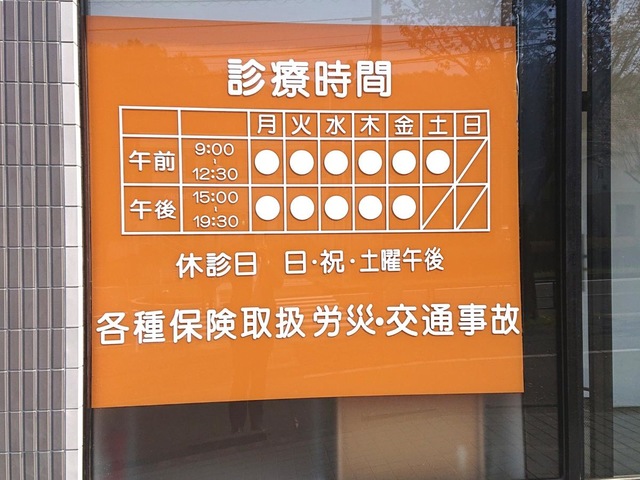 診療時間
月 火 水 木 金 土 日
午前 9:00～12:30 ● ● ● ● ● ● ／
午後 15:00～19:30 ● ● ● ● ● ／ ／
休診日 日・祝・土曜午後
各種保険取扱 労災・交通事故